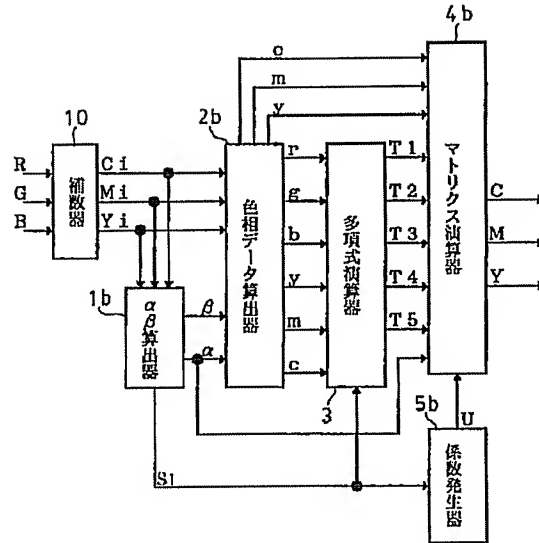 4b
c
m
y
10
2b
R
G
B
補数器
Ci
Mi
Yi
r
g
b
y
m
c
色相データ算出器
多項式演算器
T1
T2
T3
T4
T5
マトリクス演算器
C
M
Y
1b
αβ算出器
β
α
3
S1
5b
U
係数発生器